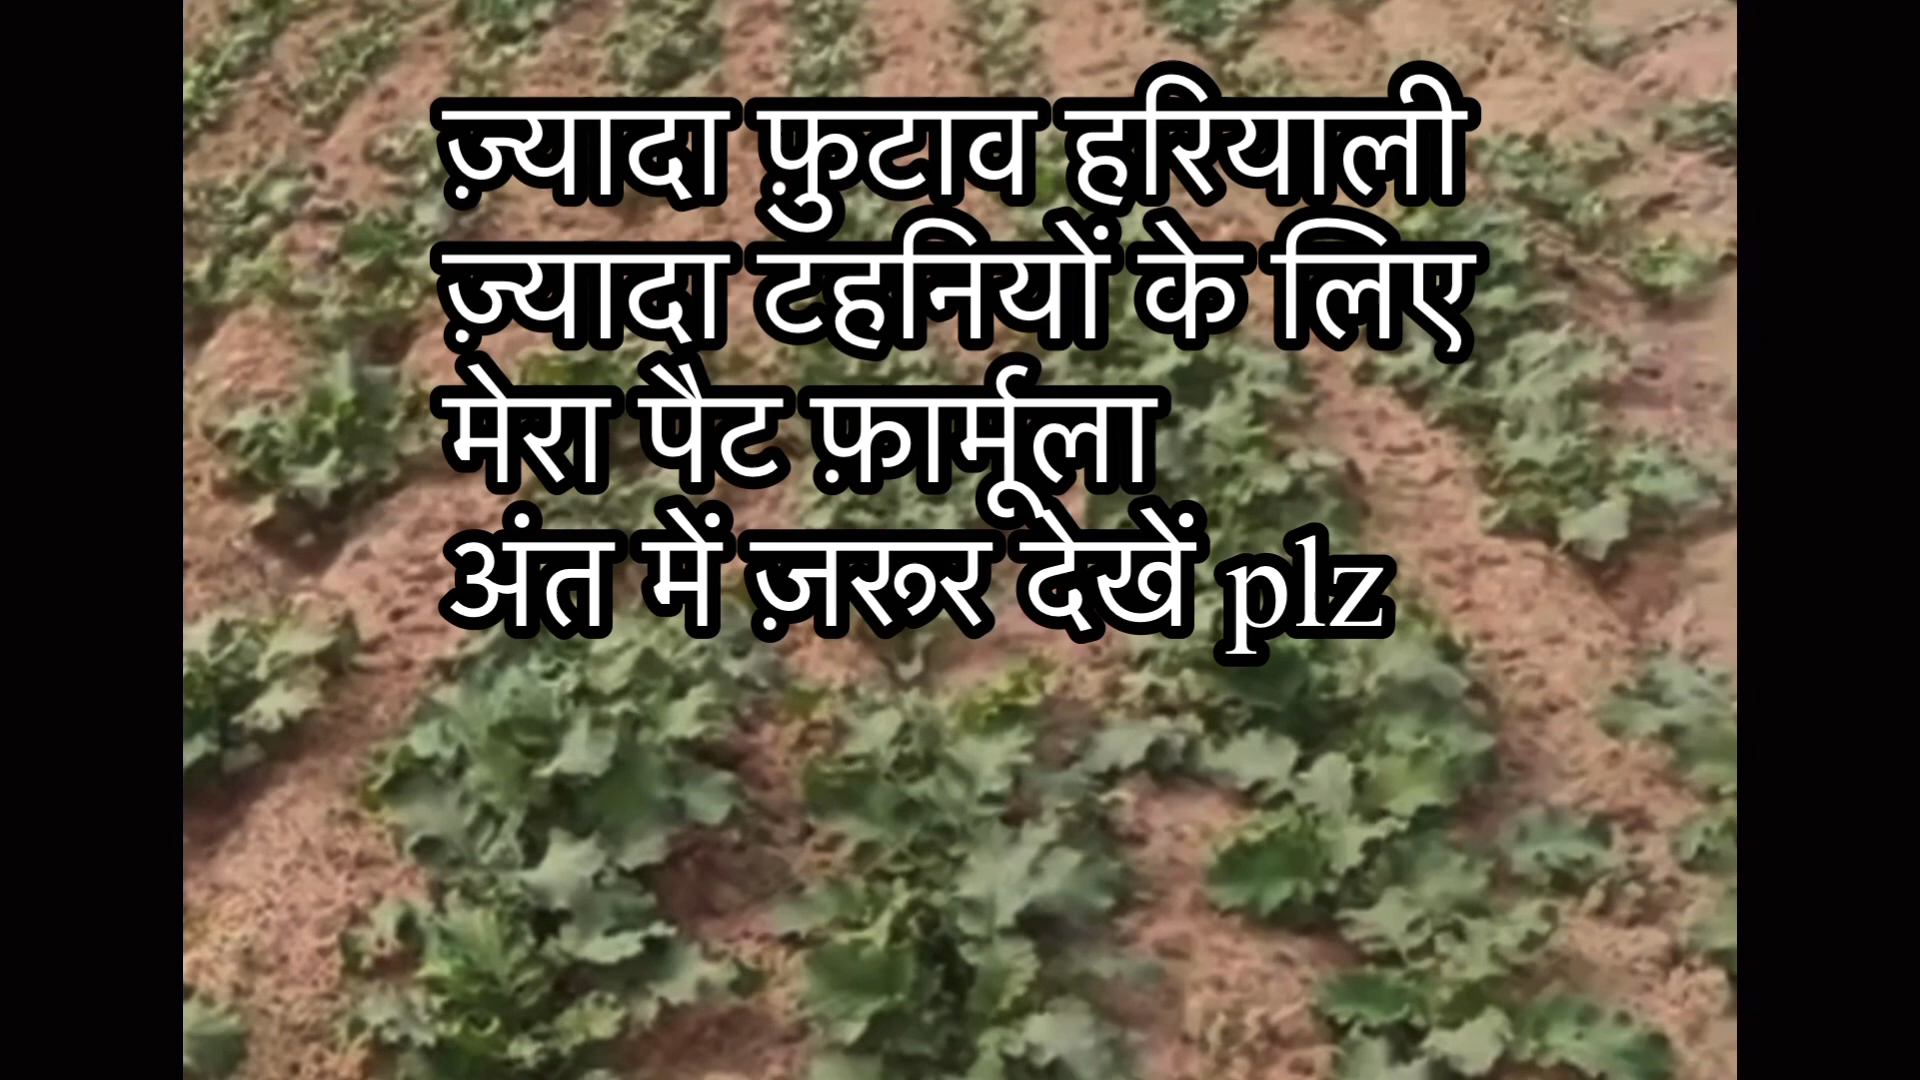 ज़्यादा फ़ुटाव हरियाली
ज़्यादा टहनियों के लिए
मेरा पैट फ़ार्मूला
अंत में ज़रूर देखें plz